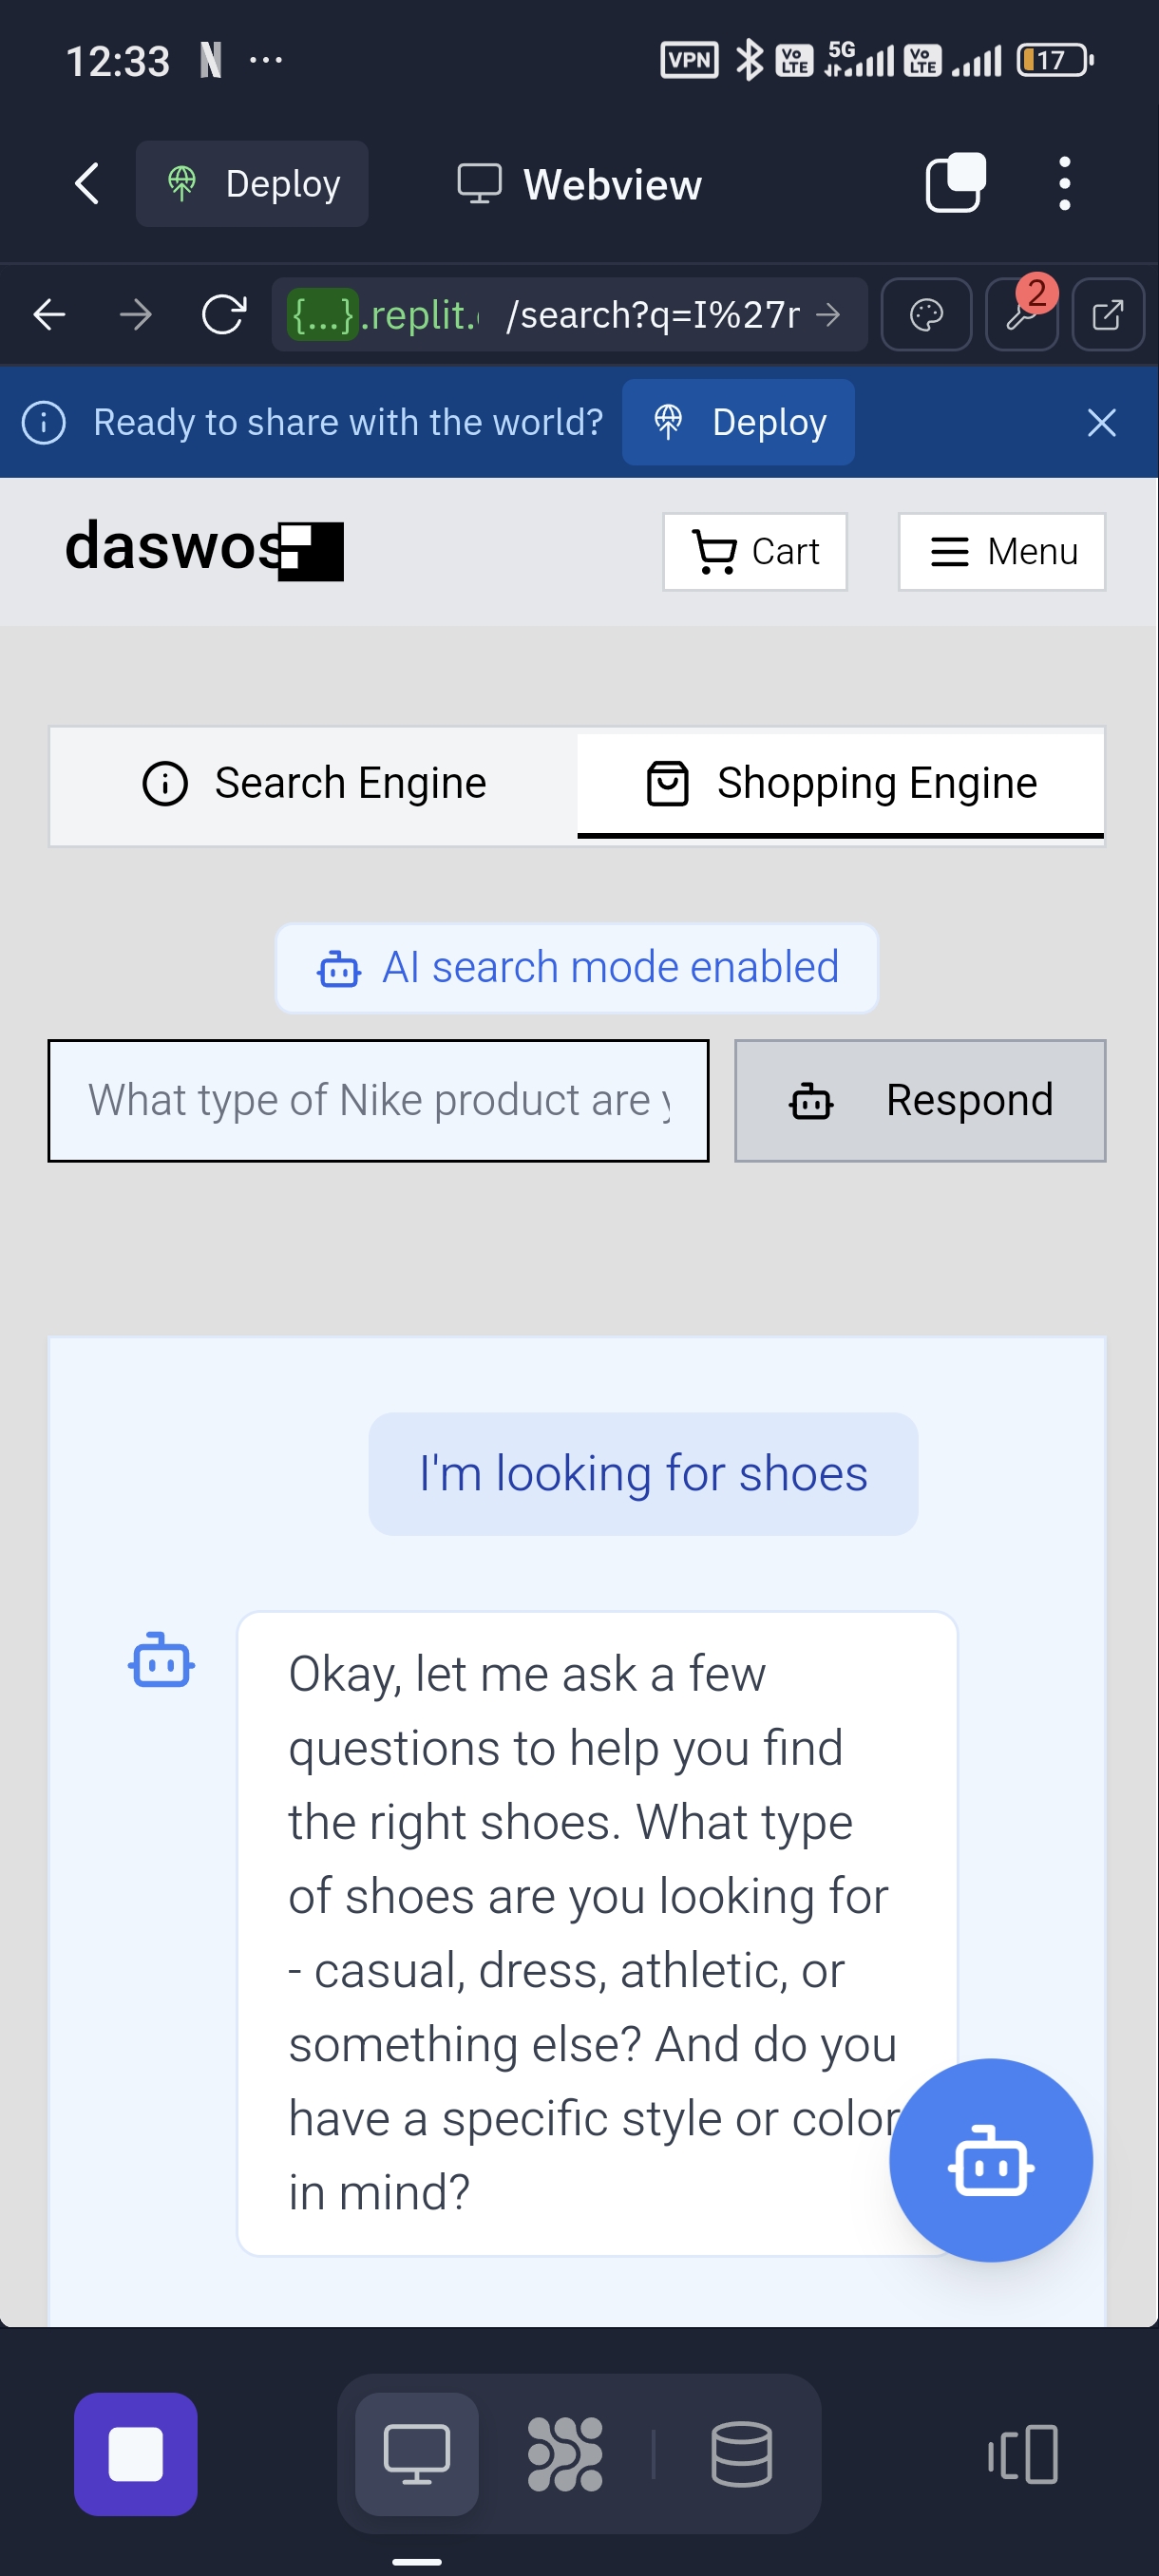 12:33 N ... VPN Vo LTE 5G Vo LTE 17
Deploy Webview
{...}.replit. /search?q=I%27r 2
Ready to share with the world? Deploy
daswos Cart Menu
Search Engine Shopping Engine
AI search mode enabled
What type of Nike product are y Respond
I'm looking for shoes
Okay, let me ask a few
questions to help you find
the right shoes. What type
of shoes are you looking for
- casual, dress, athletic, or
something else? And do you
have a specific style or color
in mind?